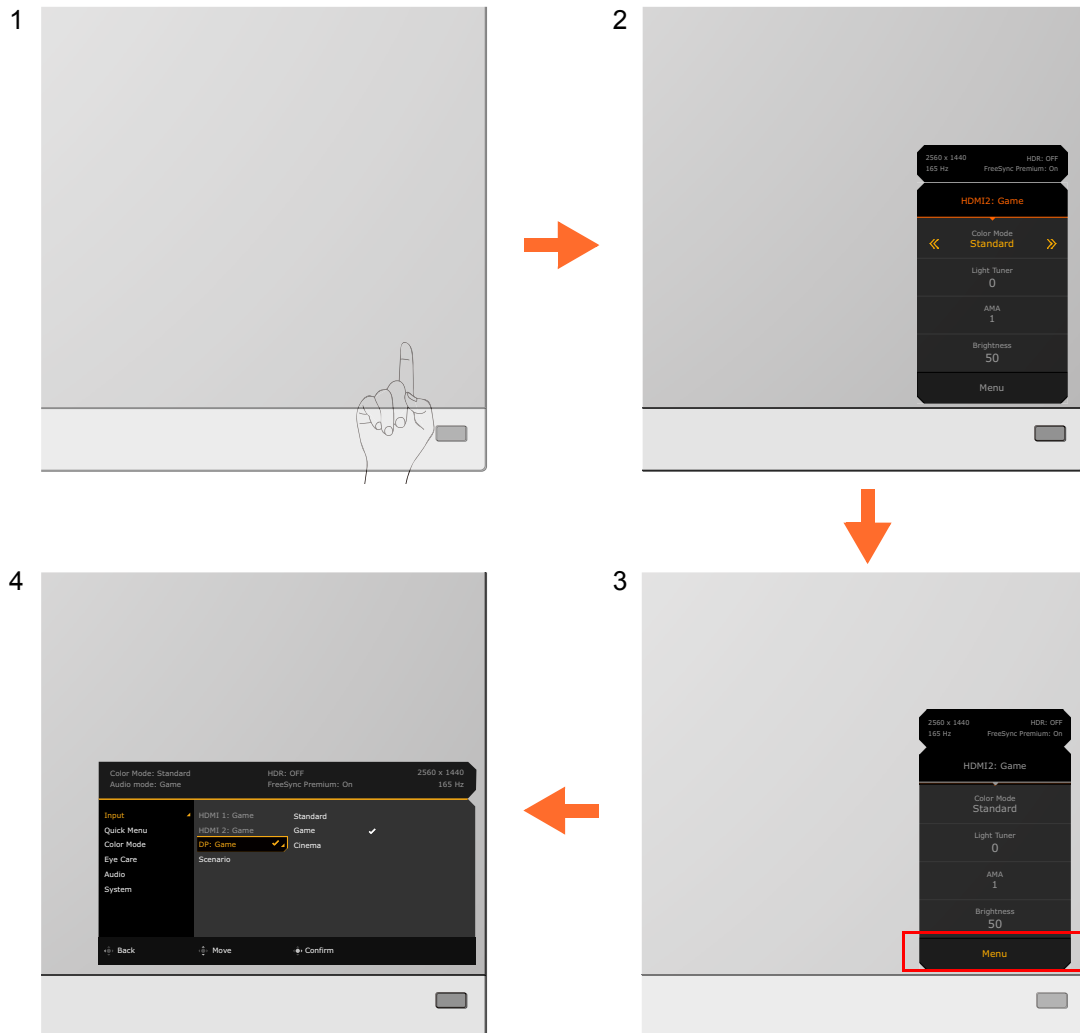 1
2
2560 x 1440 HDR: OFF
165 Hz FreeSync Premium: On
HDMI2: Game
Color Mode
Standard
Light Tuner
0
AMA
1
Brightness
50
Menu
4
Color Mode: Standard HDR: OFF 2560 x 1440
Audio mode: Game FreeSync Premium: On 165 Hz
Input HDMI 1: Game Standard
Quick Menu HDMI 2: Game Game
Color Mode DP: Game Cinema
Eye Care Scenario
Audio
System
Back Move Confirm
3
2560 x 1440 HDR: OFF
165 Hz FreeSync Premium: On
HDMI2: Game
Color Mode
Standard
Light Tuner
0
AMA
1
Brightness
50
Menu